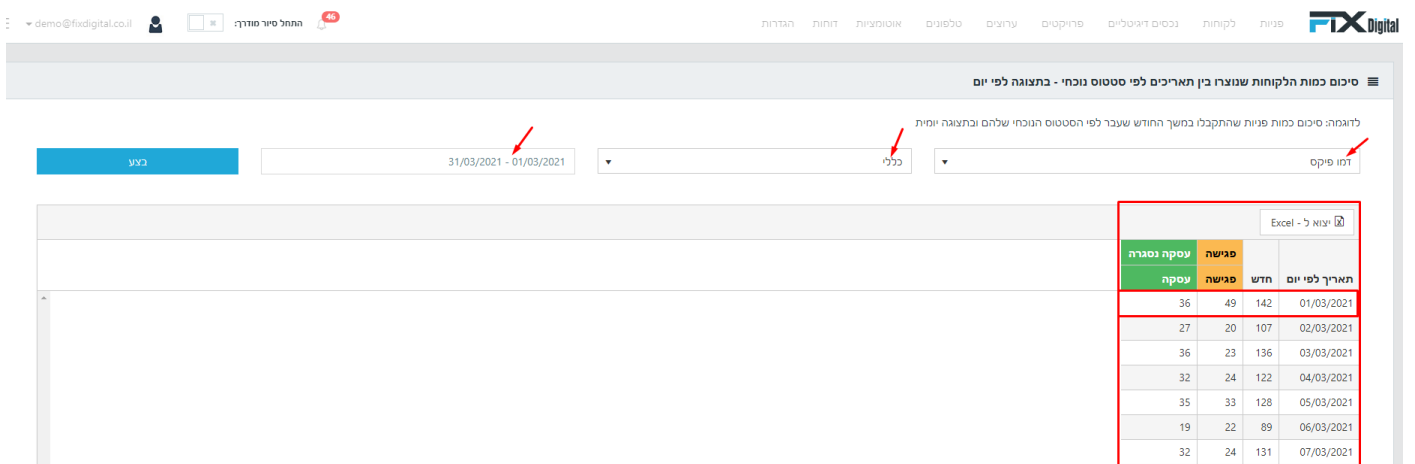 FIX Digital
פניות לקוחות נכסים דיגיטליים פרויקטים ערוצים טלפונים אוטומציות דוחות הגדרות
46
התחל סיור מודרך:
demo@fixdigital.co.il
סיכום כמות הלקוחות שנוצרו בין תאריכים לפי סטטוס נוכחי - בתצוגה לפי יום
לדוגמה: סיכום כמות פניות שהתקבלו במשך החודש שעבר לפי הסטטוס הנוכחי שלהם ובתצוגה יומית
דמו פיקס כללי 31/03/2021 - 01/03/2021 בצע
יצוא ל - Excel
פגישה עסקה נסגרה
תאריך לפי יום חדש פגישה עסקה
01/03/2021 142 49 36
02/03/2021 107 20 27
03/03/2021 136 23 36
04/03/2021 122 24 32
05/03/2021 128 33 35
06/03/2021 89 22 19
07/03/2021 131 24 32